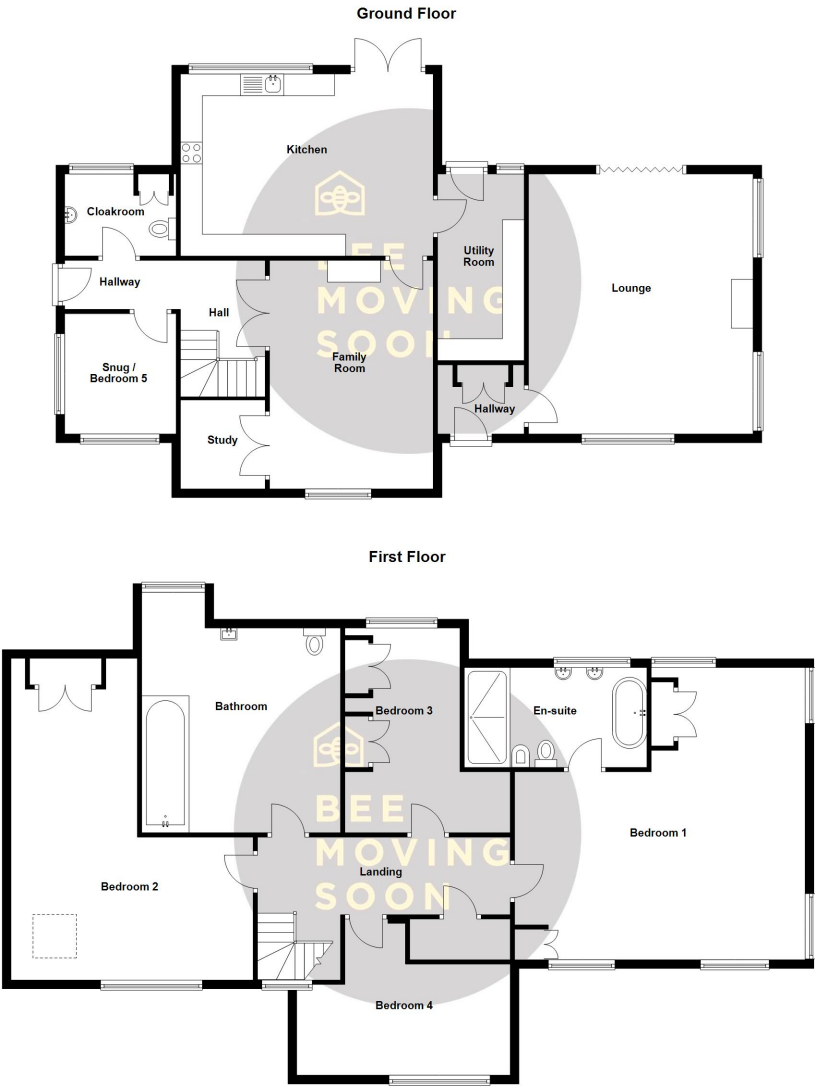 Ground Floor
Kitchen
Cloakroom
Utility
Room
Hallway
Lounge
Hall
Family
Room
Snug /
Bedroom 5
Hallway
Study
BEE
MOVING
SOON
First Floor
Bathroom
Bedroom 3
En-suite
Bedroom 1
Landing
Bedroom 2
Bedroom 4
BEE
MOVING
SOON